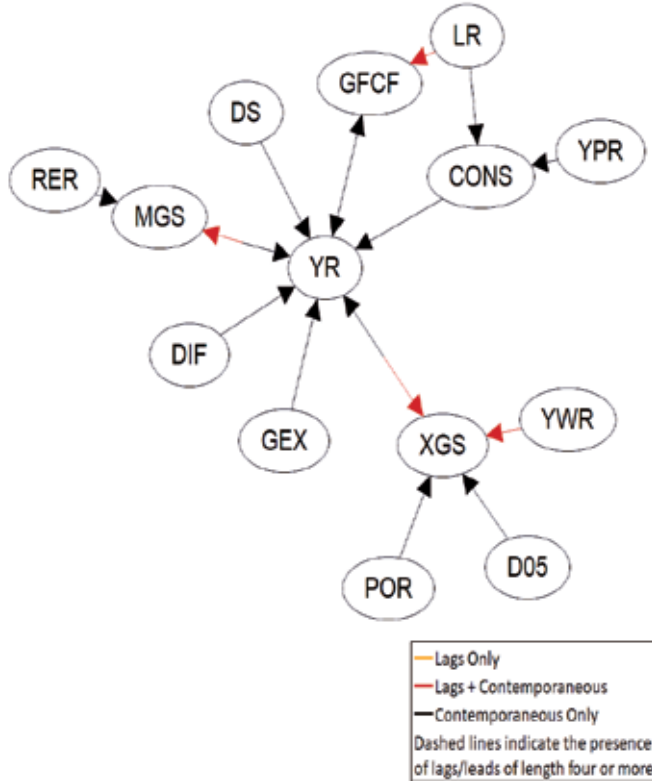 LR
GFCF
DS
YPR
CONS
RER
MGS
YR
DIF
GEX
YWR
XGS
POR
D05
Lags Only
Lags + Contemporaneous
Contemporaneous Only
Dashed lines indicate the presence
of lags/leads of length four or more